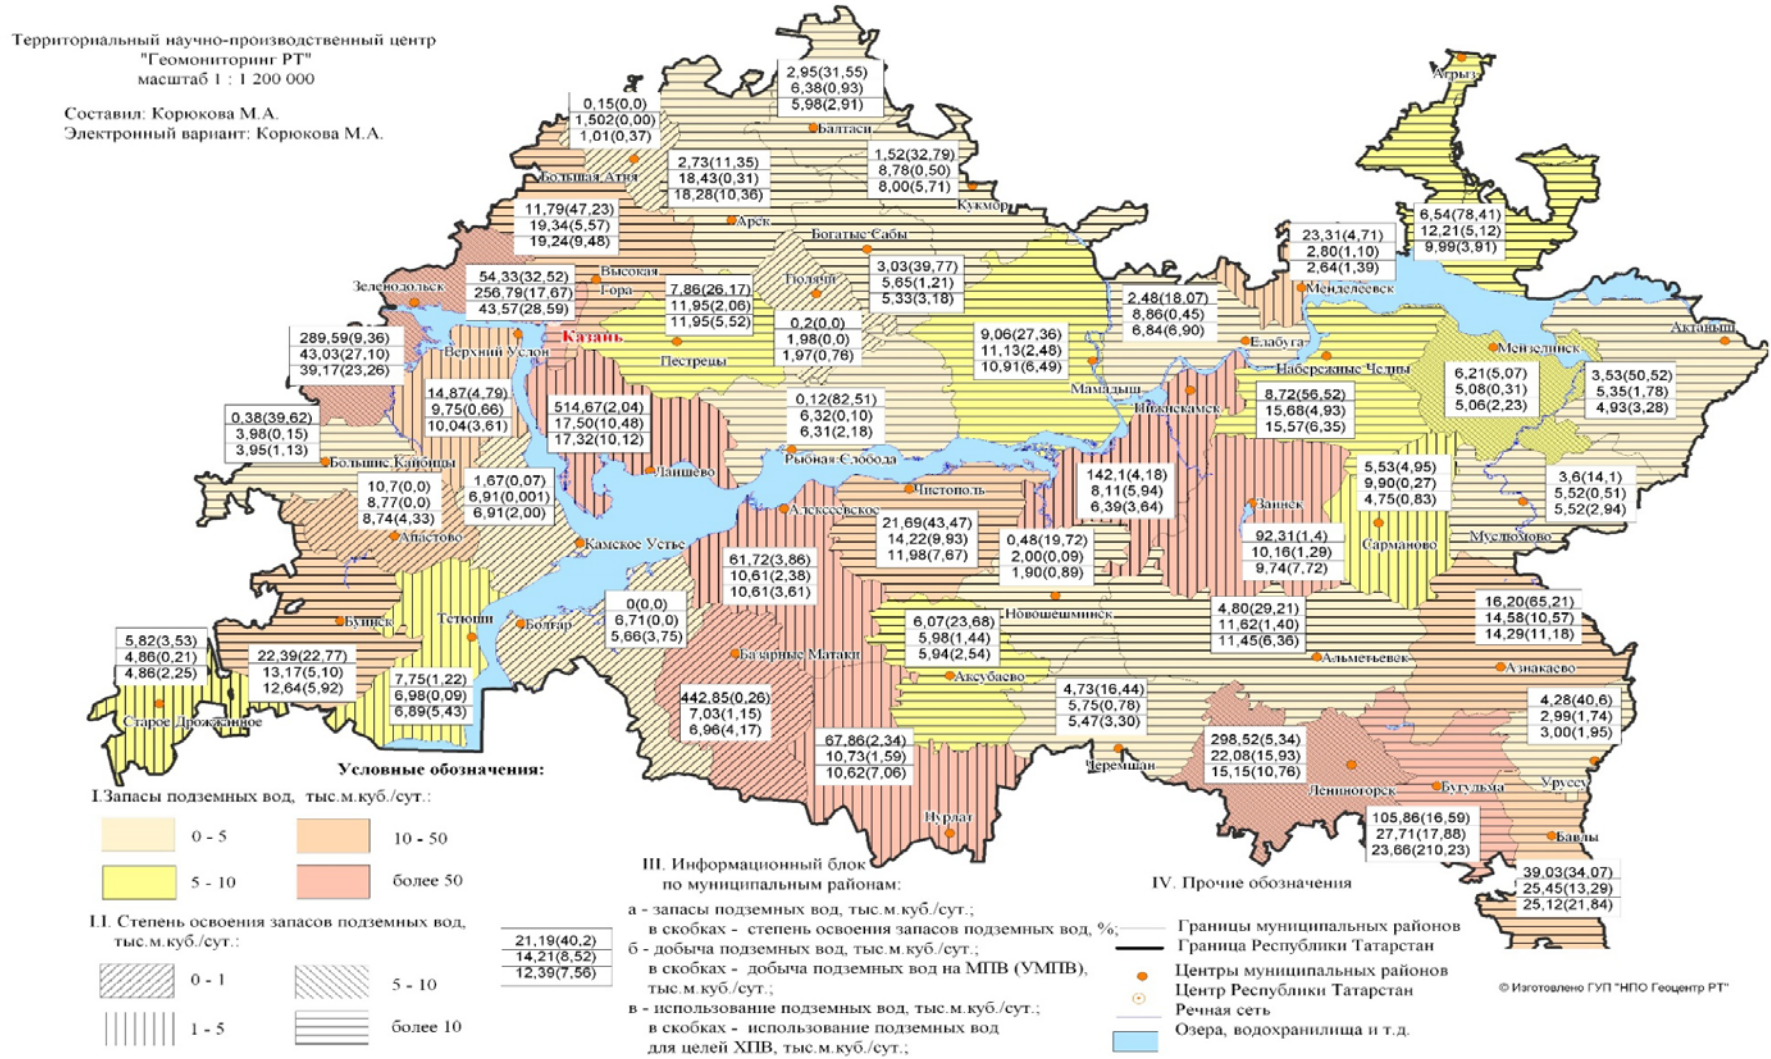 Территориальный научно-производственный центр
"Геомониторинг РТ"
масштаб 1 : 1 200 000
Составил: Корюкова М.А.
Электронный вариант: Корюкова М.А.
2,95(31,55)
6,38(0,93)
5,98(2,91)
Балтаси
Агрыз
0,15(0,0)
1,502(0,00)
1,01(0,37)
Большая Атня
2,73(11,35)
18,43(0,31)
18,28(10,36)
Арск
1,52(32,79)
8,78(0,50)
8,00(5,71)
Кукмор
11,79(47,23)
19,34(5,57)
19,24(9,48)
Высокая
Гора
Богатые Сабы
3,03(39,77)
5,65(1,21)
5,33(3,18)
6,54(78,41)
12,21(5,12)
9,99(3,91)
23,31(4,71)
2,80(1,10)
2,64(1,39)
Менделеевск
Зеленодольск
54,33(32,52)
256,79(17,67)
43,57(28,59)
Казань
7,86(26,17)
11,95(2,06)
11,95(5,52)
Пестрецы
Тюлячи
0,2(0,0)
1,98(0,0)
1,97(0,76)
2,48(18,07)
8,86(0,45)
6,84(6,90)
Елабуга
Актаныш
289,59(9,36)
43,03(27,10)
39,17(23,26)
Верхний Услон
14,87(4,79)
9,75(0,66)
10,04(3,61)
9,06(27,36)
11,13(2,48)
10,91(6,49)
Мамадыш
Набережные Челны
8,72(56,52)
15,68(4,93)
15,57(6,35)
Мензелинск
6,21(5,07)
5,08(0,31)
5,06(2,23)
3,53(50,52)
5,35(1,78)
4,93(3,28)
0,38(39,62)
3,98(0,15)
3,95(1,13)
Большие Кайбицы
514,67(2,04)
17,50(10,48)
17,32(10,12)
Лаишево
0,12(82,51)
6,32(0,10)
6,31(2,18)
Рыбная Слобода
Нижнекамск
142,1(4,18)
8,11(5,94)
6,39(3,64)
10,7(0,0)
8,77(0,0)
8,74(4,33)
Апастово
1,67(0,07)
6,91(0,001)
6,91(2,00)
Камское Устье
Алексеевское
61,72(3,86)
10,61(2,38)
10,61(3,61)
Чистополь
21,69(43,47)
14,22(9,93)
11,98(7,67)
0,48(19,72)
2,00(0,09)
1,90(0,89)
Новошешминск
Заинск
92,31(1,4)
10,16(1,29)
9,74(7,72)
5,53(4,95)
9,90(0,27)
4,75(0,83)
Сарманово
3,6(14,1)
5,52(0,51)
5,52(2,94)
Муслюмово
Буинск
22,39(22,77)
13,17(5,10)
12,64(5,92)
Тетюши
7,75(1,22)
6,98(0,09)
6,89(5,43)
Болгар
0(0,0)
6,71(0,0)
5,66(3,75)
5,82(3,53)
4,86(0,21)
4,86(2,25)
Старое Дрожжаное
Базарные Матаки
442,85(0,26)
7,03(1,15)
6,96(4,17)
6,07(23,68)
5,98(1,44)
5,94(2,54)
Аксубаево
4,80(29,21)
11,62(1,40)
11,45(6,36)
Альметьевск
16,20(65,21)
14,58(10,57)
14,29(11,18)
Азнакаево
67,86(2,34)
10,73(1,59)
10,62(7,06)
Нурлат
4,73(16,44)
5,75(0,78)
5,47(3,30)
Черемшан
298,52(5,34)
22,08(15,93)
15,15(10,76)
Лениногорск
4,28(40,6)
2,99(1,74)
3,00(1,95)
Уруссу
Бугульма
105,86(16,59)
27,71(17,88)
23,66(210,23)
Бавлы
39,03(34,07)
25,45(13,29)
25,12(21,84)
Условные обозначения:
I.Запасы подземных вод, тыс.м.куб./сут.:
0 - 5
10 - 50
5 - 10
более 50
I.I. Степень освоения запасов подземных вод,
тыс.м.куб./сут.:
0 - 1
5 - 10
1 - 5
более 10
21,19(40,2)
14,21(8,52)
12,39(7,56)
III. Информационный блок
по муниципальным районам:
а - запасы подземных вод, тыс.м.куб./сут.;
в скобках - степень освоения запасов подземных вод, %;
б - добыча подземных вод, тыс.м.куб./сут.;
в скобках - добыча подземных вод на МПВ (УМПВ),
тыс.м.куб./сут.;
в - использование подземных вод, тыс.м.куб./сут.;
в скобках - использование подземных вод
для целей ХПВ, тыс.м.куб./сут.;
IV. Прочие обозначения
Границы муниципальных районов
Граница Республики Татарстан
Центры муниципальных районов
Центр Республики Татарстан
Речная сеть
Озера, водохранилища и т.д.
© Изготовлено ГУП "НПО Геоцентр РТ"